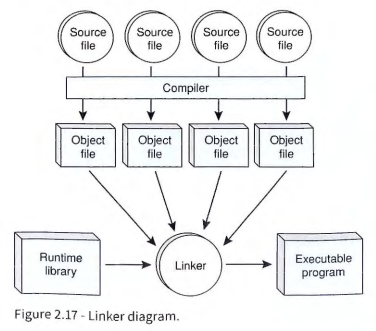 Source
file
Source
file
Source
file
Source
file
Compiler
Object
file
Object
file
Object
file
Object
file
Runtime
library
Linker
Executable
program
Figure 2.17 - Linker diagram.